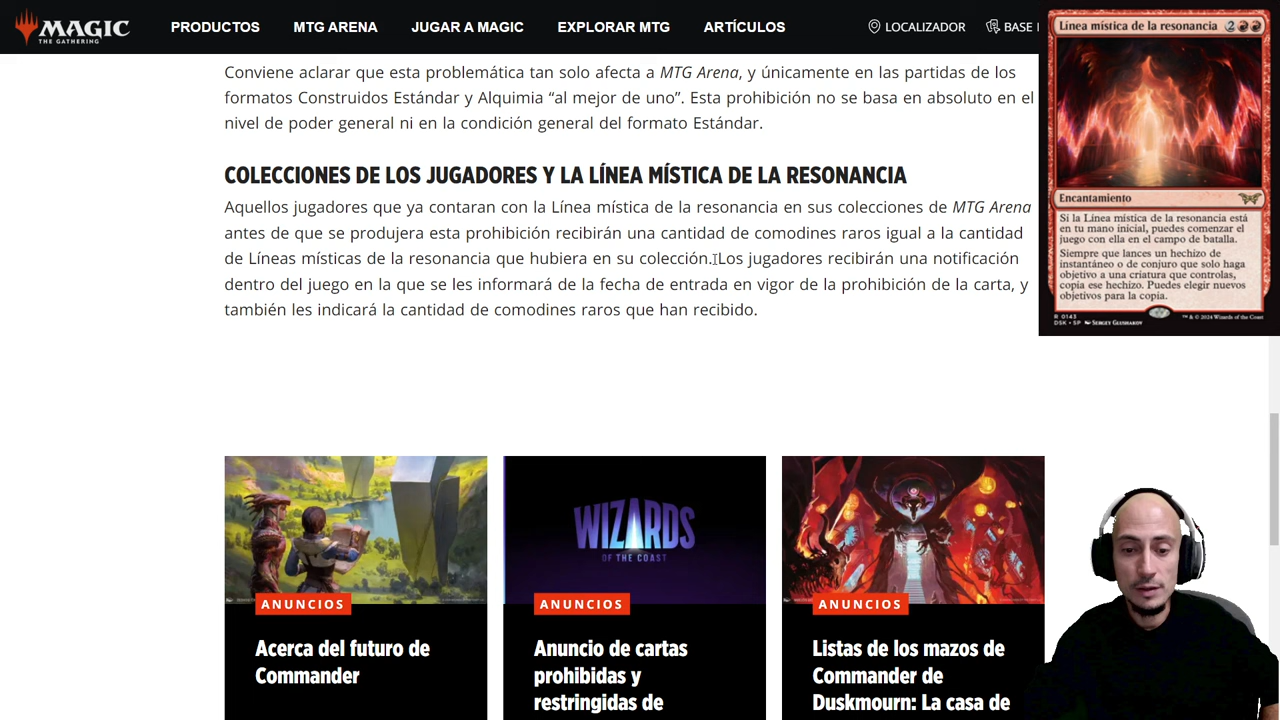 MAGIC
THE GATHERING
PRODUCTOS
MTG ARENA
JUGAR A MAGIC
EXPLORAR MTG
ARTÍCULOS
LOCALIZADOR
BASE
Conviene aclarar que esta problemática tan solo afecta a MTG Arena, y únicamente en las partidas de los
formatos Construidos Estándar y Alquimia “al mejor de uno”. Esta prohibición no se basa en absoluto en el
nivel de poder general ni en la condición general del formato Estándar.
COLECCIONES DE LOS JUGADORES Y LA LÍNEA MÍSTICA DE LA RESONANCIA
Aquellos jugadores que ya contaran con la Línea mística de la resonancia en sus colecciones de MTG Arena
antes de que se produjera esta prohibición recibirán una cantidad de comodines raros igual a la cantidad
de Líneas místicas de la resonancia que hubiera en su colección. Los jugadores recibirán una notificación
dentro del juego en la que se les informará de la fecha de entrada en vigor de la prohibición de la carta, y
también les indicará la cantidad de comodines raros que han recibido.
Línea mística de la resonancia 2
Encantamiento
Si la Línea mística de la resonancia está
en tu mano inicial, puedes comenzar el
juego con ella en el campo de batalla.
Siempre que lances un hechizo de
instantáneo o de conjuro que solo haga
objetivo a una criatura que controlas,
copia ese hechizo. Puedes elegir nuevos
objetivos para la copia.
R 0143
DSK • SP SERGEY GLUSHAKOV
™ & © 2024 Wizards of the Coast
WIZARDS
OF THE COAST
ANUNCIOS
Acerca del futuro de
Commander
ANUNCIOS
Anuncio de cartas
prohibidas y
restringidas de
ANUNCIOS
Listas de los mazos de
Commander de
Duskmourn: La casa de